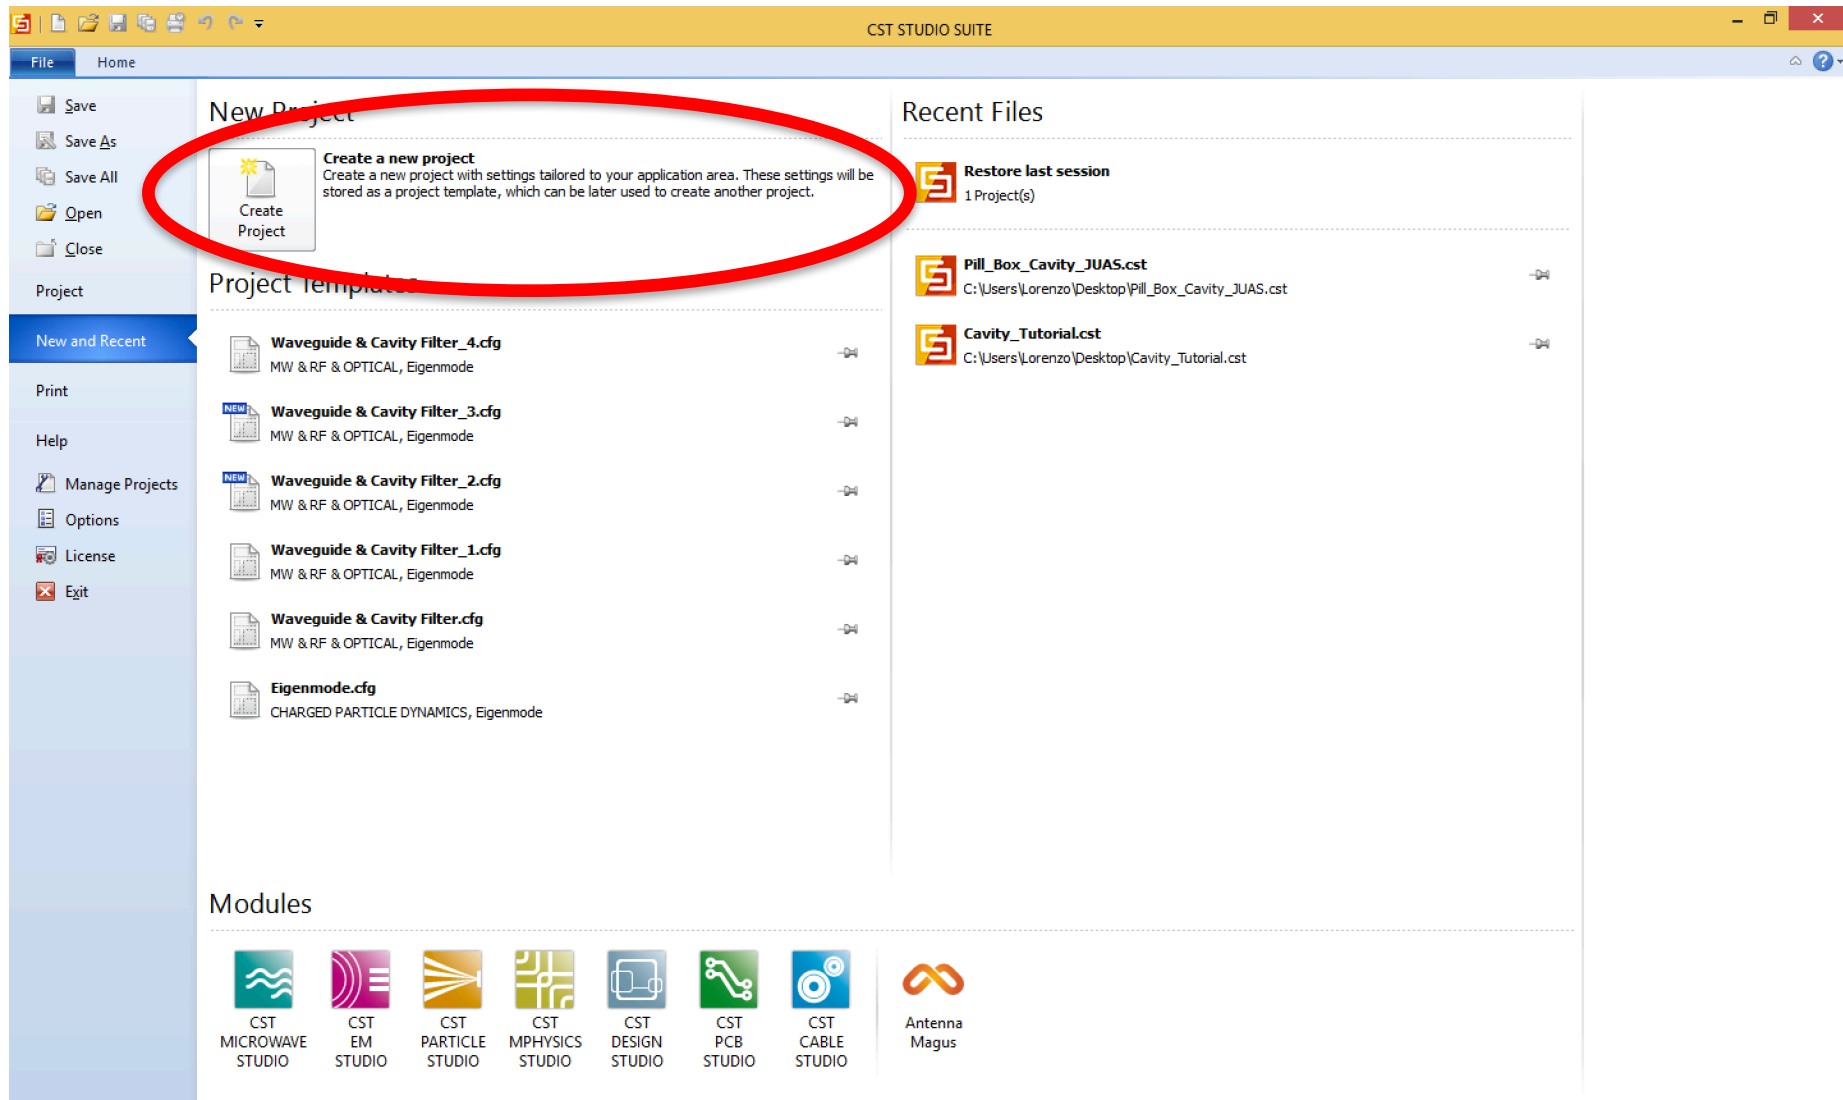 CST STUDIO SUITE
File
Home
Save
Save As
Save All
Open
Close
Project
New and Recent
Print
Help
Manage Projects
Options
License
Exit
New Project
Create Project
Create a new project
Create a new project with settings tailored to your application area. These settings will be
stored as a project template, which can be later used to create another project.
Project Templates
Waveguide & Cavity Filter_4.cfg
MW & RF & OPTICAL, Eigenmode
NEW
Waveguide & Cavity Filter_3.cfg
MW & RF & OPTICAL, Eigenmode
NEW
Waveguide & Cavity Filter_2.cfg
MW & RF & OPTICAL, Eigenmode
Waveguide & Cavity Filter_1.cfg
MW & RF & OPTICAL, Eigenmode
Waveguide & Cavity Filter.cfg
MW & RF & OPTICAL, Eigenmode
Eigenmode.cfg
CHARGED PARTICLE DYNAMICS, Eigenmode
Recent Files
Restore last session
1 Project(s)
Pill_Box_Cavity_JUAS.cst
C:\Users\Lorenzo\Desktop\Pill_Box_Cavity_JUAS.cst
Cavity_Tutorial.cst
C:\Users\Lorenzo\Desktop\Cavity_Tutorial.cst
Modules
CST
MICROWAVE
STUDIO
CST
EM
STUDIO
CST
PARTICLE
STUDIO
CST
MPHYSICS
STUDIO
CST
DESIGN
STUDIO
CST
PCB
STUDIO
CST
CABLE
STUDIO
Antenna
Magus